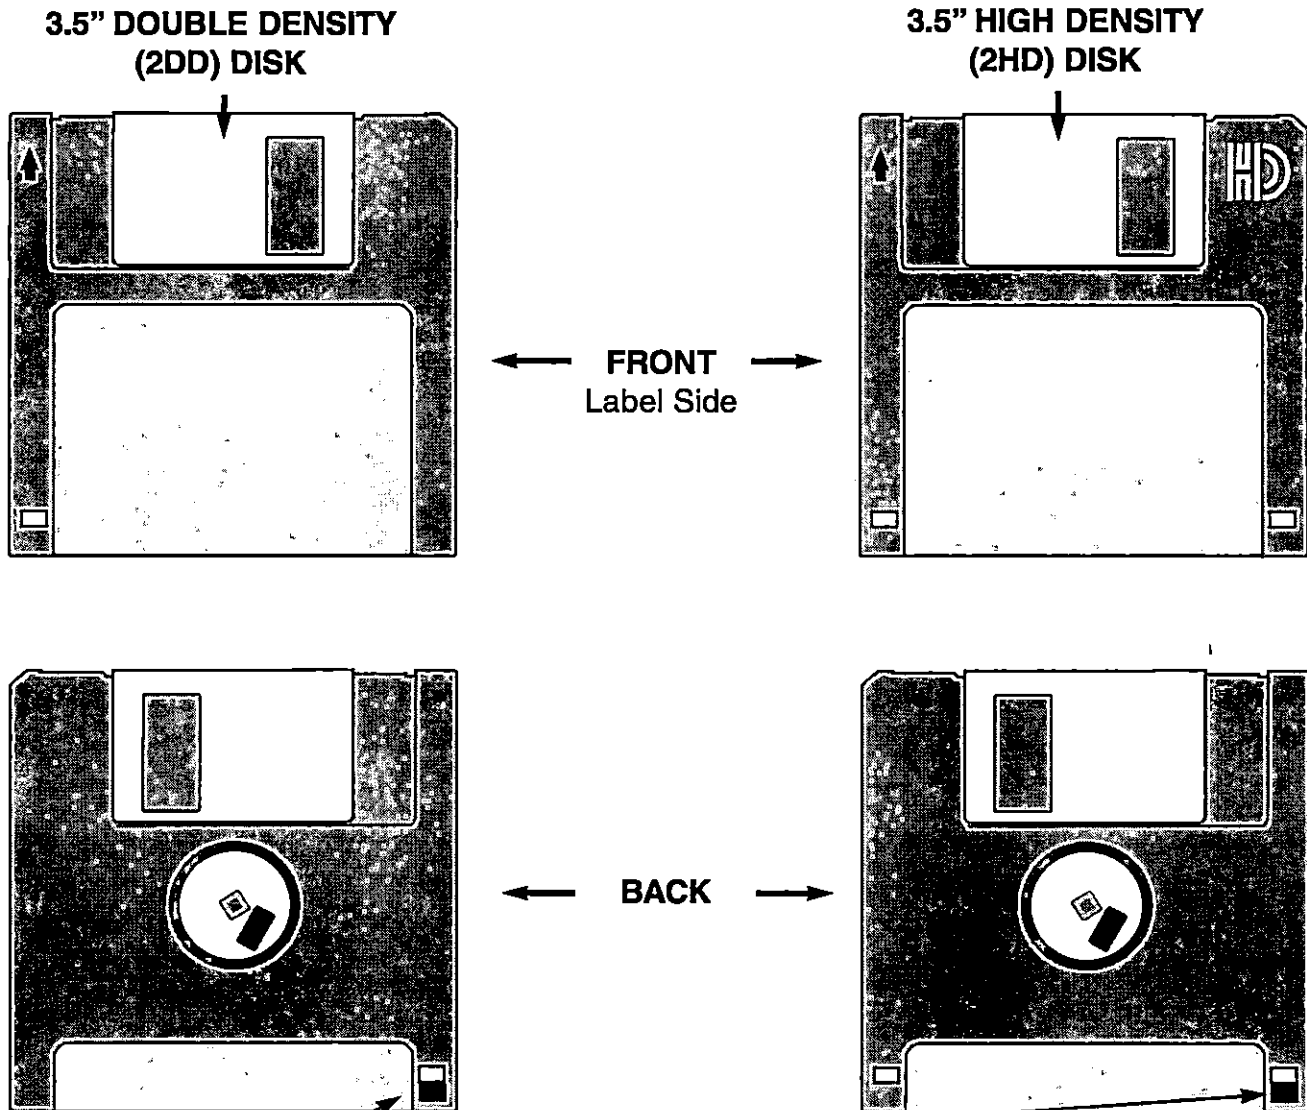 3.5” DOUBLE DENSITY
(2DD) DISK
3.5” HIGH DENSITY
(2HD) DISK
HD
FRONT
Label Side
BACK